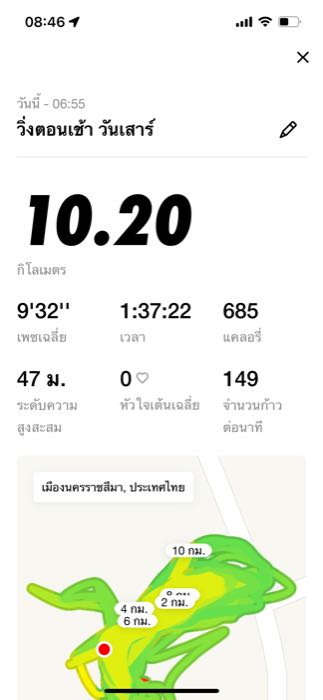 08:46
วันนี้ - 06:55
วิ่งตอนเช้า วันเสาร์
10.20
กิโลเมตร
9'32'' 1:37:22 685
เพซเฉลี่ย เวลา แคลอรี่
47 ม. 0 149
ระดับความ หัวใจเต้นเฉลี่ย จำนวนก้าว
สูงสะสม ต่อนาที
เมืองนครราชสีมา, ประเทศไทย
10 กม.
2 กม.
4 กม.
6 กม.